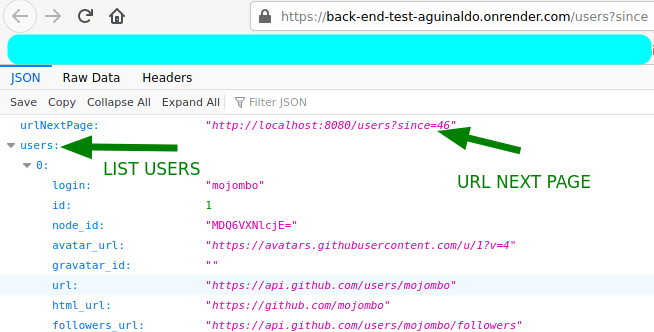 https://back-end-test-aguinaldo.onrender.com/users?since
JSON Raw Data Headers
Save Copy Collapse All Expand All Filter JSON
urlNextPage: "http://localhost:8080/users?since=46"
users:
LIST USERS
URL NEXT PAGE
0:
login: "mojombo"
id: 1
node_id: "MDQ6VXNlcjE="
avatar_url: "https://avatars.githubusercontent.com/u/1?v=4"
gravatar_id: ""
url: "https://api.github.com/users/mojombo"
html_url: "https://github.com/mojombo"
followers_url: "https://api.github.com/users/mojombo/followers"